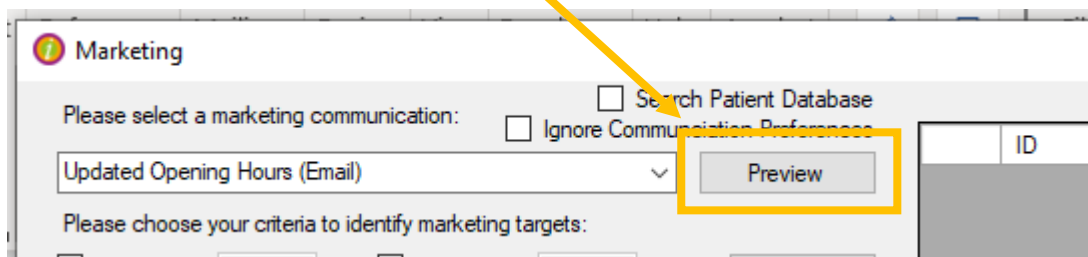 Marketing
Search Patient Database
Please select a marketing communication:
Ignore Communciation Preferences
ID
Updated Opening Hours (Email)
Preview
Please choose your criteria to identify marketing targets: